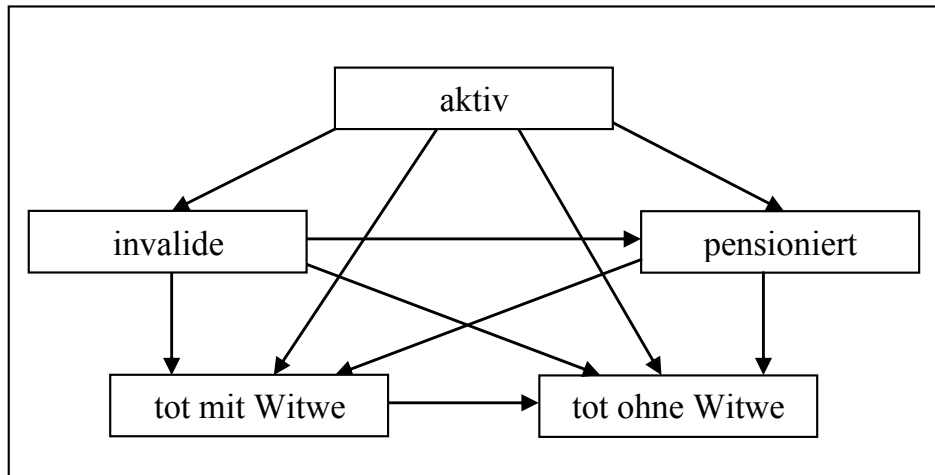 aktiv
invalide
pensioniert
tot mit Witwe
tot ohne Witwe